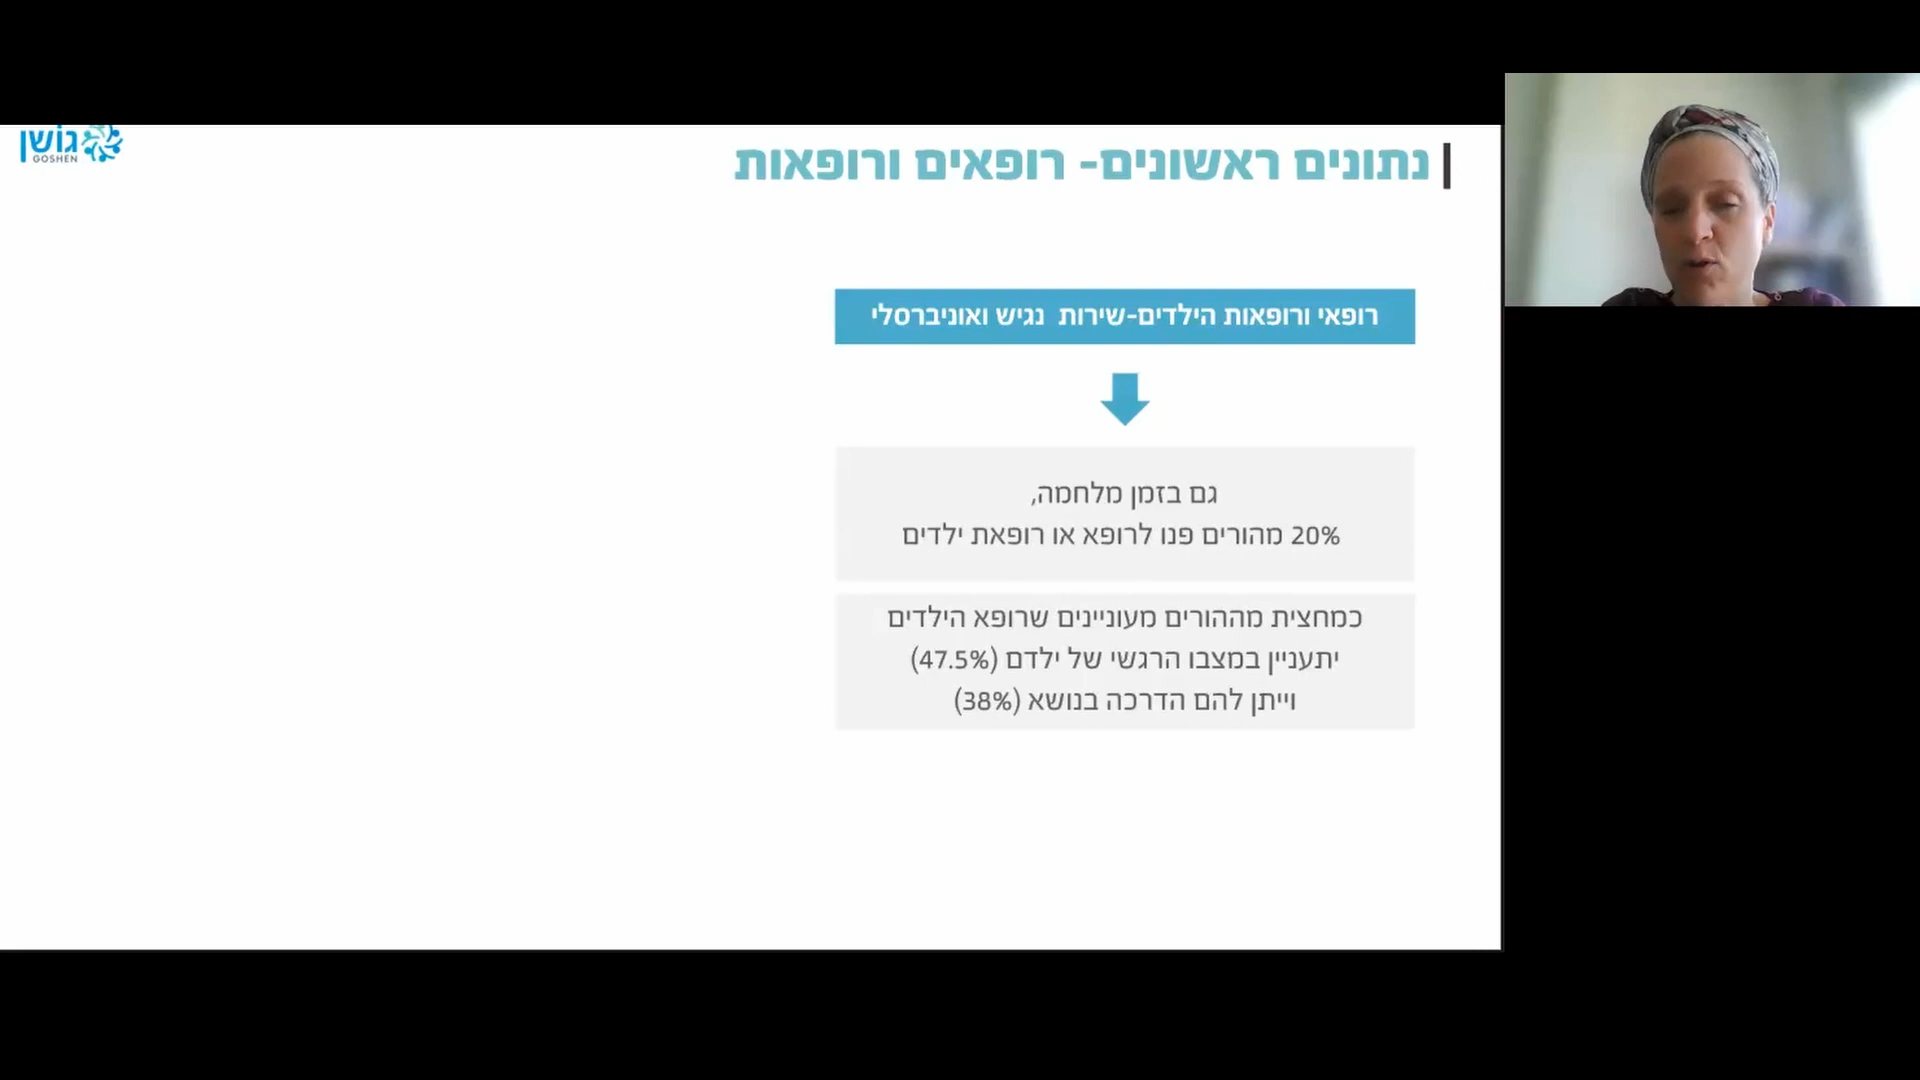 גושן
GOSHEN
נתונים ראשונים- רופאים ורופאות
רופאי ורופאות הילדים-שירות נגיש ואוניברסלי
גם בזמן מלחמה,
20% מהורים פנו לרופא או רופאת ילדים
כמחצית מההורים מעוניינים שרופא הילדים
יתעניין במצבו הרגשי של ילדם (47.5%)
וייתן להם הדרכה בנושא (38%)